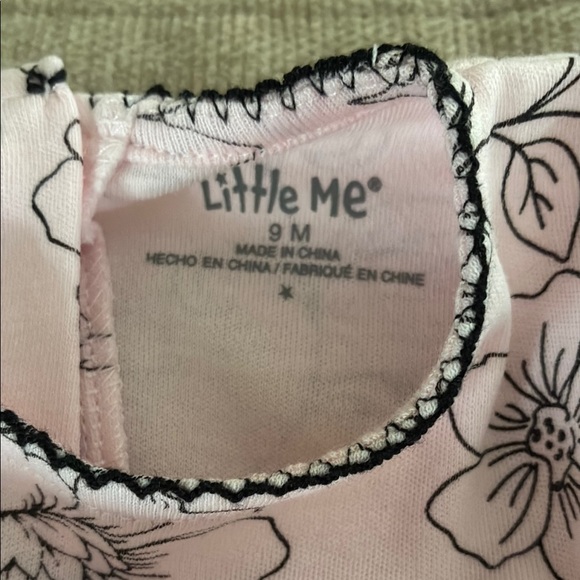 Little Me®
9 M
MADE IN CHINA
HECHO EN CHINA / FABRIQUÉ EN CHINE